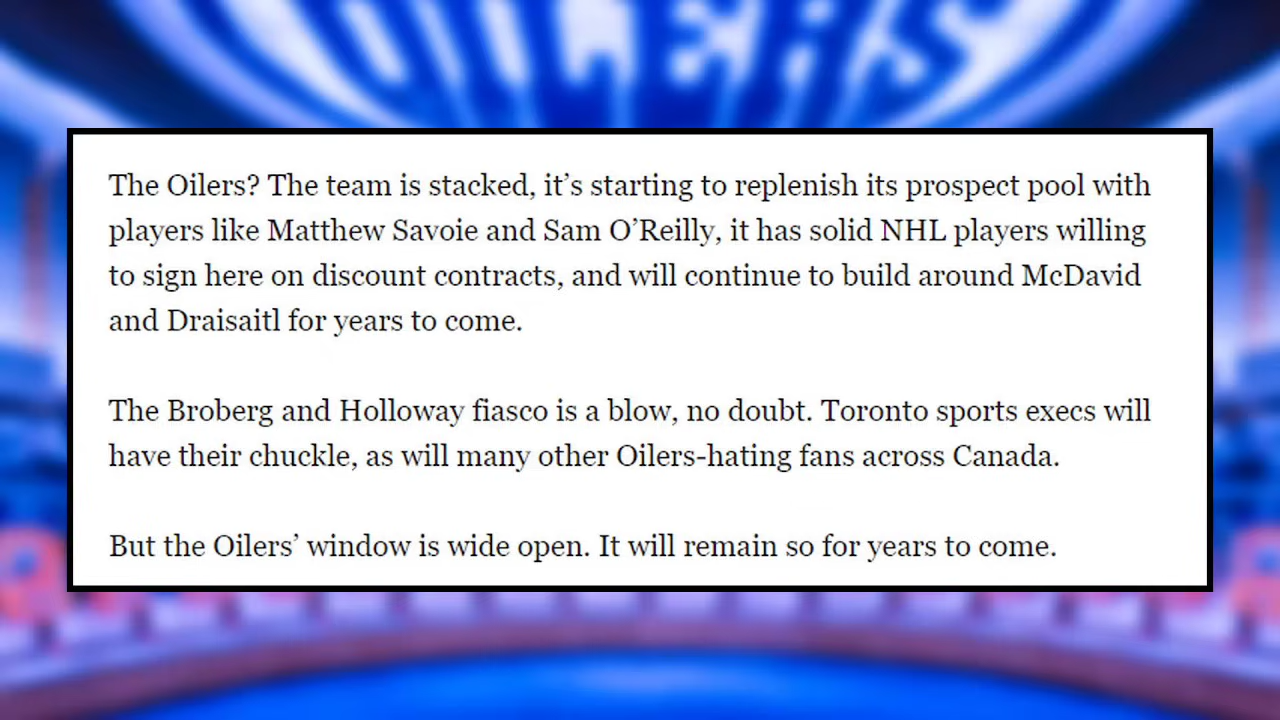 OILERS
The Oilers? The team is stacked, it’s starting to replenish its prospect pool with
players like Matthew Savoie and Sam O’Reilly, it has solid NHL players willing
to sign here on discount contracts, and will continue to build around McDavid
and Draisaitl for years to come.
The Broberg and Holloway fiasco is a blow, no doubt. Toronto sports execs will
have their chuckle, as will many other Oilers-hating fans across Canada.
But the Oilers’ window is wide open. It will remain so for years to come.